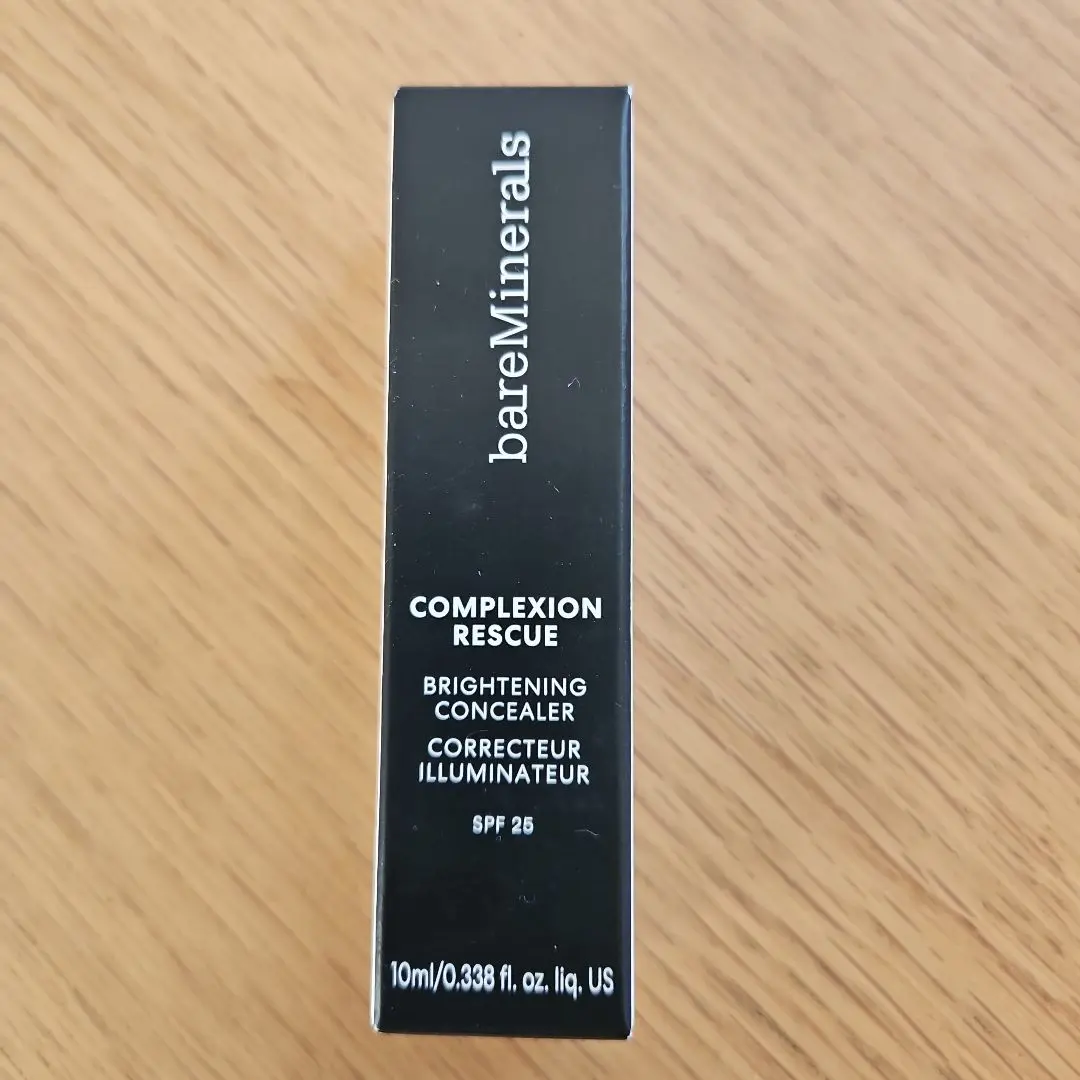 bareMinerals
COMPLEXION
RESCUE
BRIGHTENING
CONCEALER
CORRECTEUR
ILLUMINATEUR
SPF 25
10ml/0.338 fl. oz. liq. US